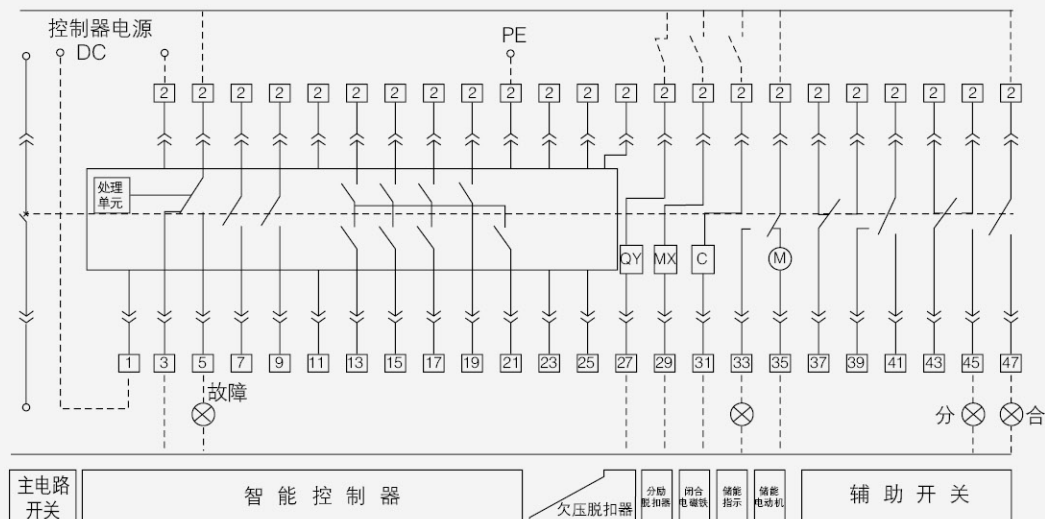 控制器电源
DC
PE
2 2 2 2 2 2 2 2 2 2 2 2 2 2 2 2 2 2 2 2 2 2 2
处理
单元
QY MX C M
1 3 5 7 9 11 13 15 17 19 21 23 25 27 29 31 33 35 37 39 41 43 45 47
故障
分
合
主电路
开关
智能控制器
欠压脱扣器
分励
脱扣器
闭合
电磁铁
储能
指示
储能
电动机
辅助开关